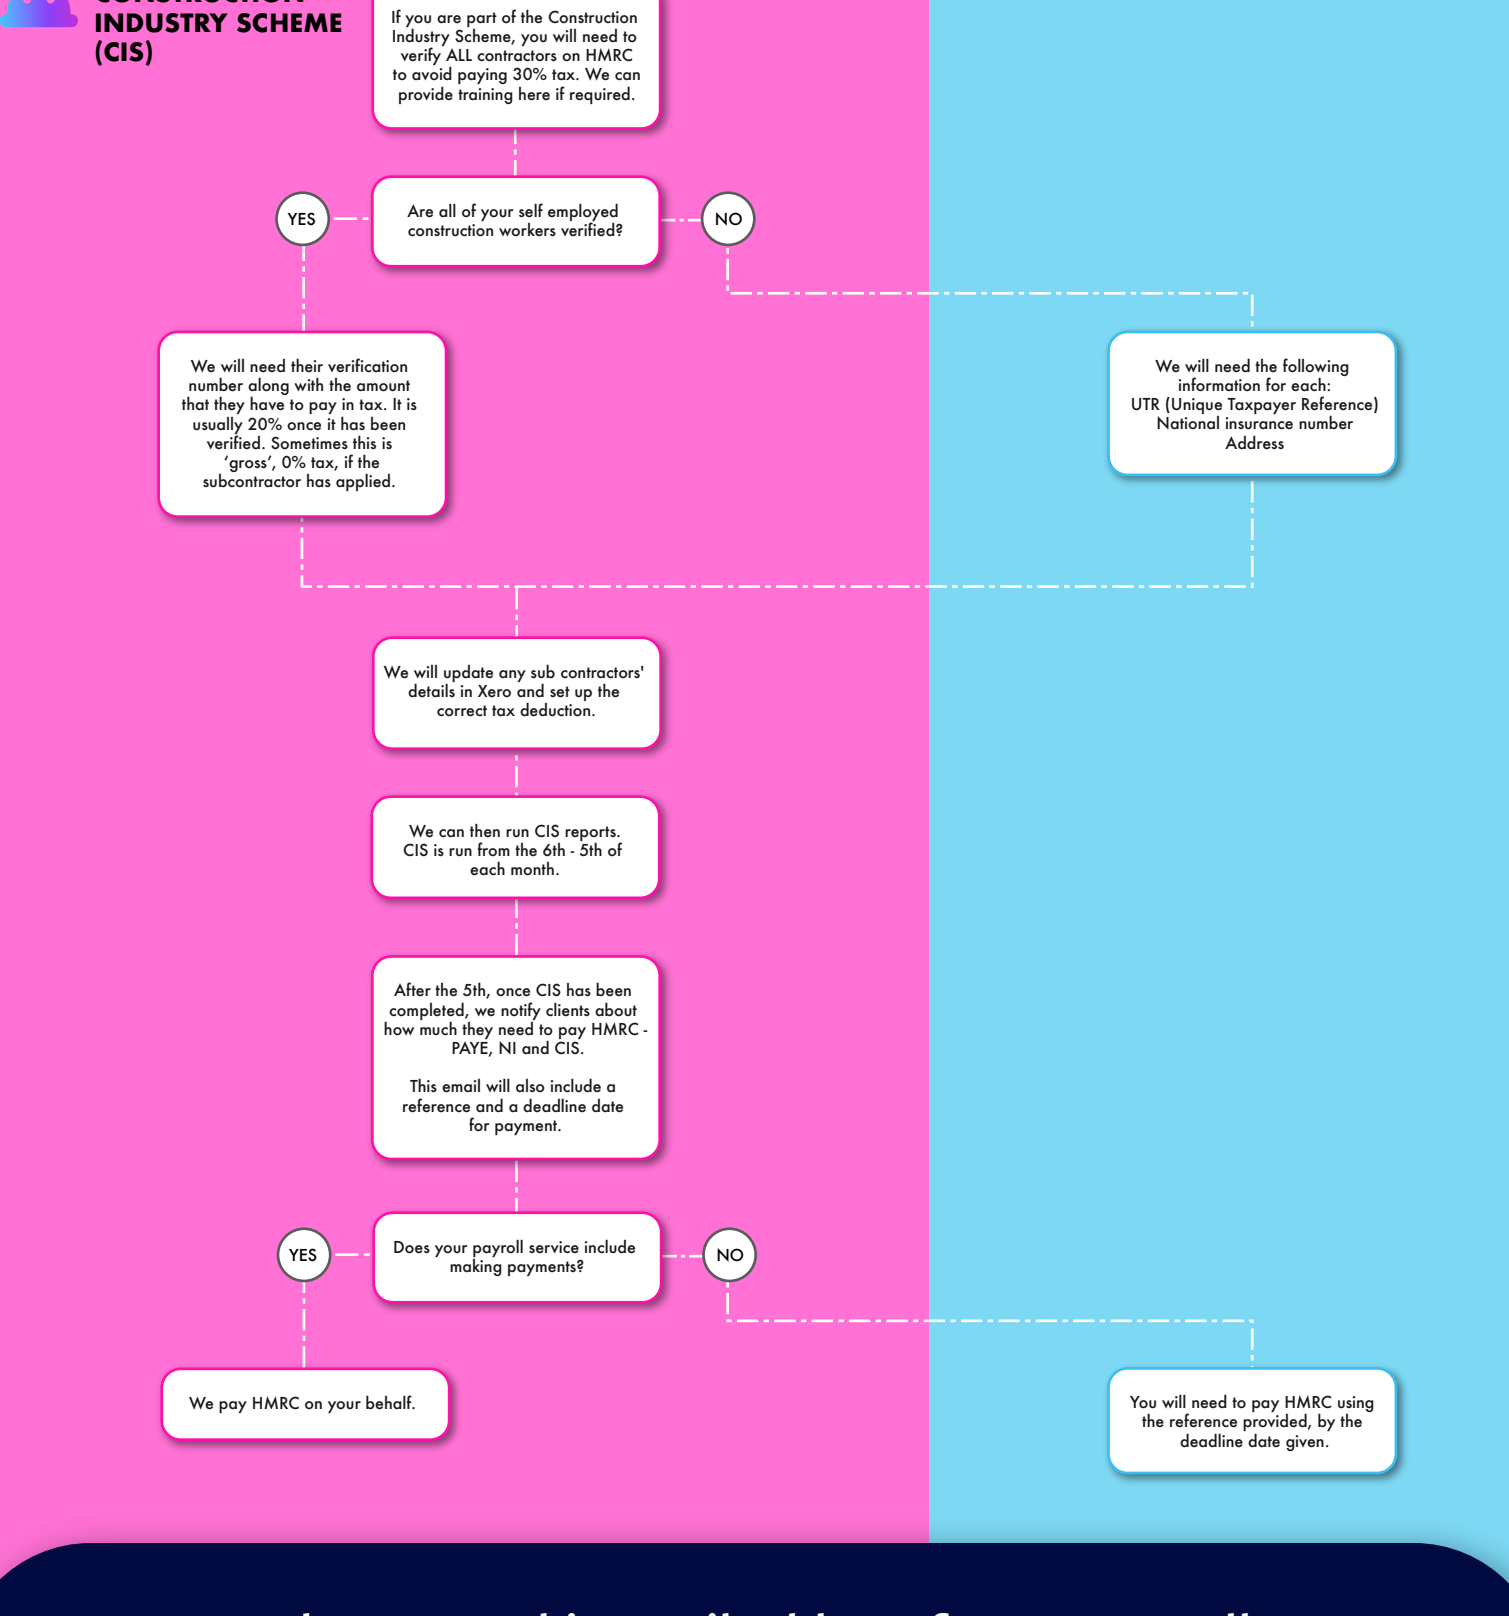 CONSTRUCTION
INDUSTRY SCHEME
(CIS)
If you are part of the Construction
Industry Scheme, you will need to
verify ALL contractors on HMRC
to avoid paying 30% tax. We can
provide training here if required.
YES
Are all of your self employed
construction workers verified?
NO
We will need their verification
number along with the amount
that they have to pay in tax. It is
usually 20% once it has been
verified. Sometimes this is
‘gross’, 0% tax, if the
subcontractor has applied.
We will need the following
information for each:
UTR (Unique Taxpayer Reference)
National insurance number
Address
We will update any sub contractors'
details in Xero and set up the
correct tax deduction.
We can then run CIS reports.
CIS is run from the 6th - 5th of
each month.
After the 5th, once CIS has been
completed, we notify clients about
how much they need to pay HMRC -
PAYE, NI and CIS.
This email will also include a
reference and a deadline date
for payment.
YES
Does your payroll service include
making payments?
NO
We pay HMRC on your behalf.
You will need to pay HMRC using
the reference provided, by the
deadline date given.